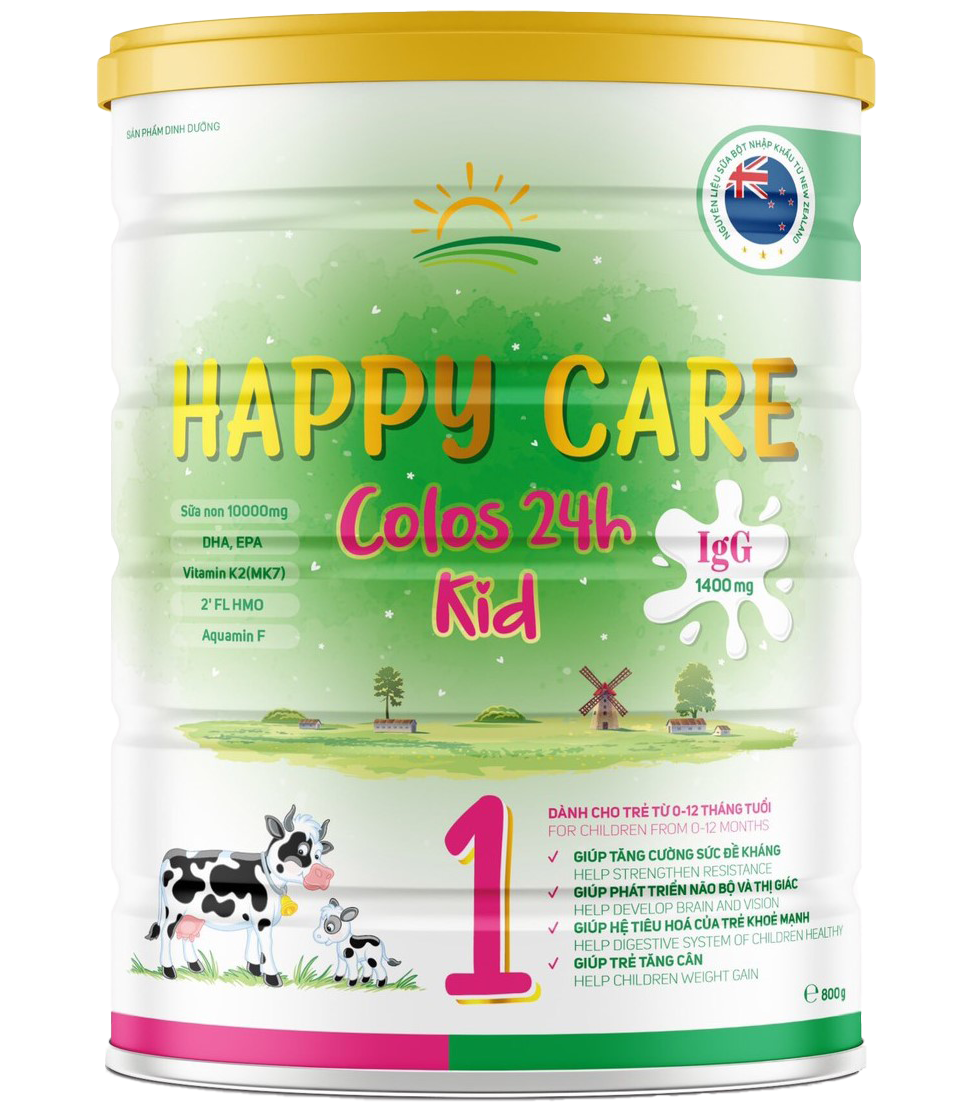 SẢN PHẨM DINH DƯỠNG
NGUYÊN LIỆU SỮA BỘT NHẬP KHẨU TỪ NEW ZEALAND
HAPPY CARE
Colos 24h
Kid
Sữa non 10000mg
DHA, EPA
Vitamin K2(MK7)
2' FL HMO
Aquamin F
IgG
1400 mg
1
DÀNH CHO TRẺ TỪ 0-12 THÁNG TUỔI
FOR CHILDREN FROM 0-12 MONTHS
✓ GIÚP TĂNG CƯỜNG SỨC ĐỀ KHÁNG
HELP STRENGTHEN RESISTANCE
✓ GIÚP PHÁT TRIỂN NÃO BỘ VÀ THỊ GIÁC
HELP DEVELOP BRAIN AND VISION
✓ GIÚP HỆ TIÊU HOÁ CỦA TRẺ KHOẺ MẠNH
HELP DIGESTIVE SYSTEM OF CHILDREN HEALTHY
✓ GIÚP TRẺ TĂNG CÂN
HELP CHILDREN WEIGHT GAIN
℮ 800g